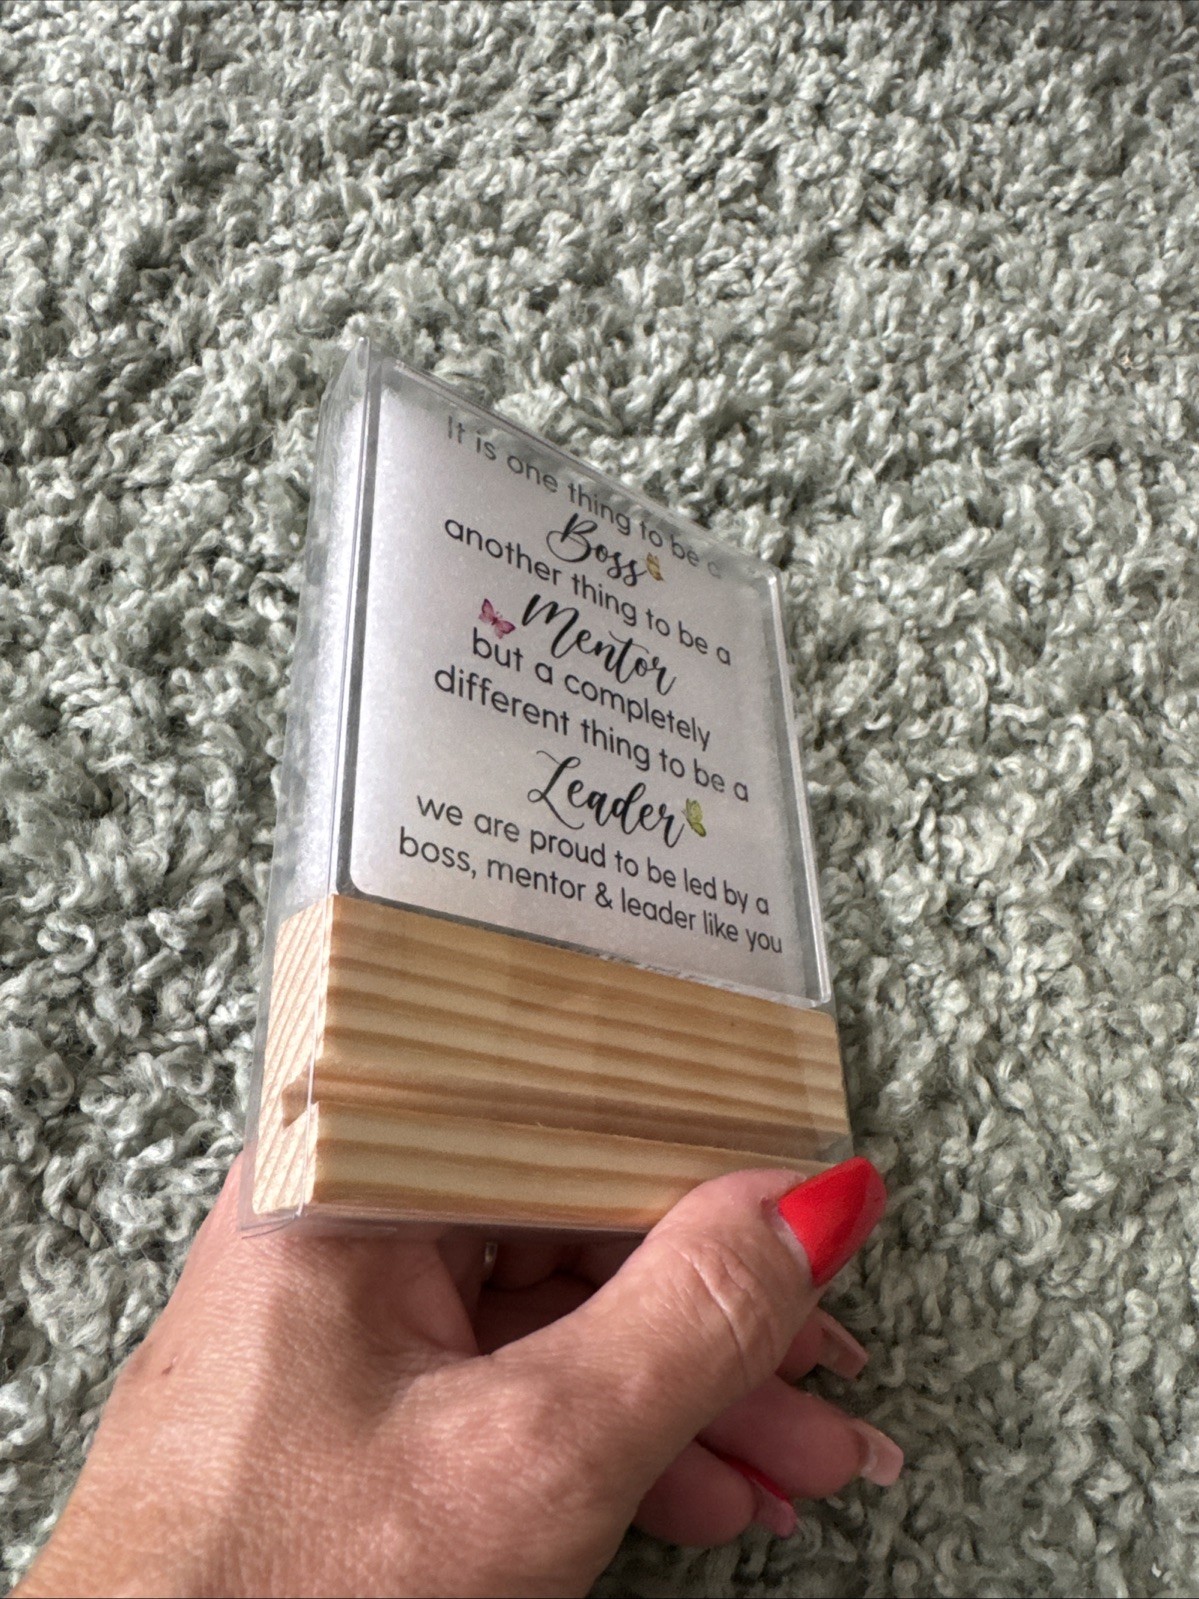 It is one thing to be a
Boss
another thing to be a
Mentor
but a completely
different thing to be a
Leader
we are proud to be led by a
boss, mentor & leader like you